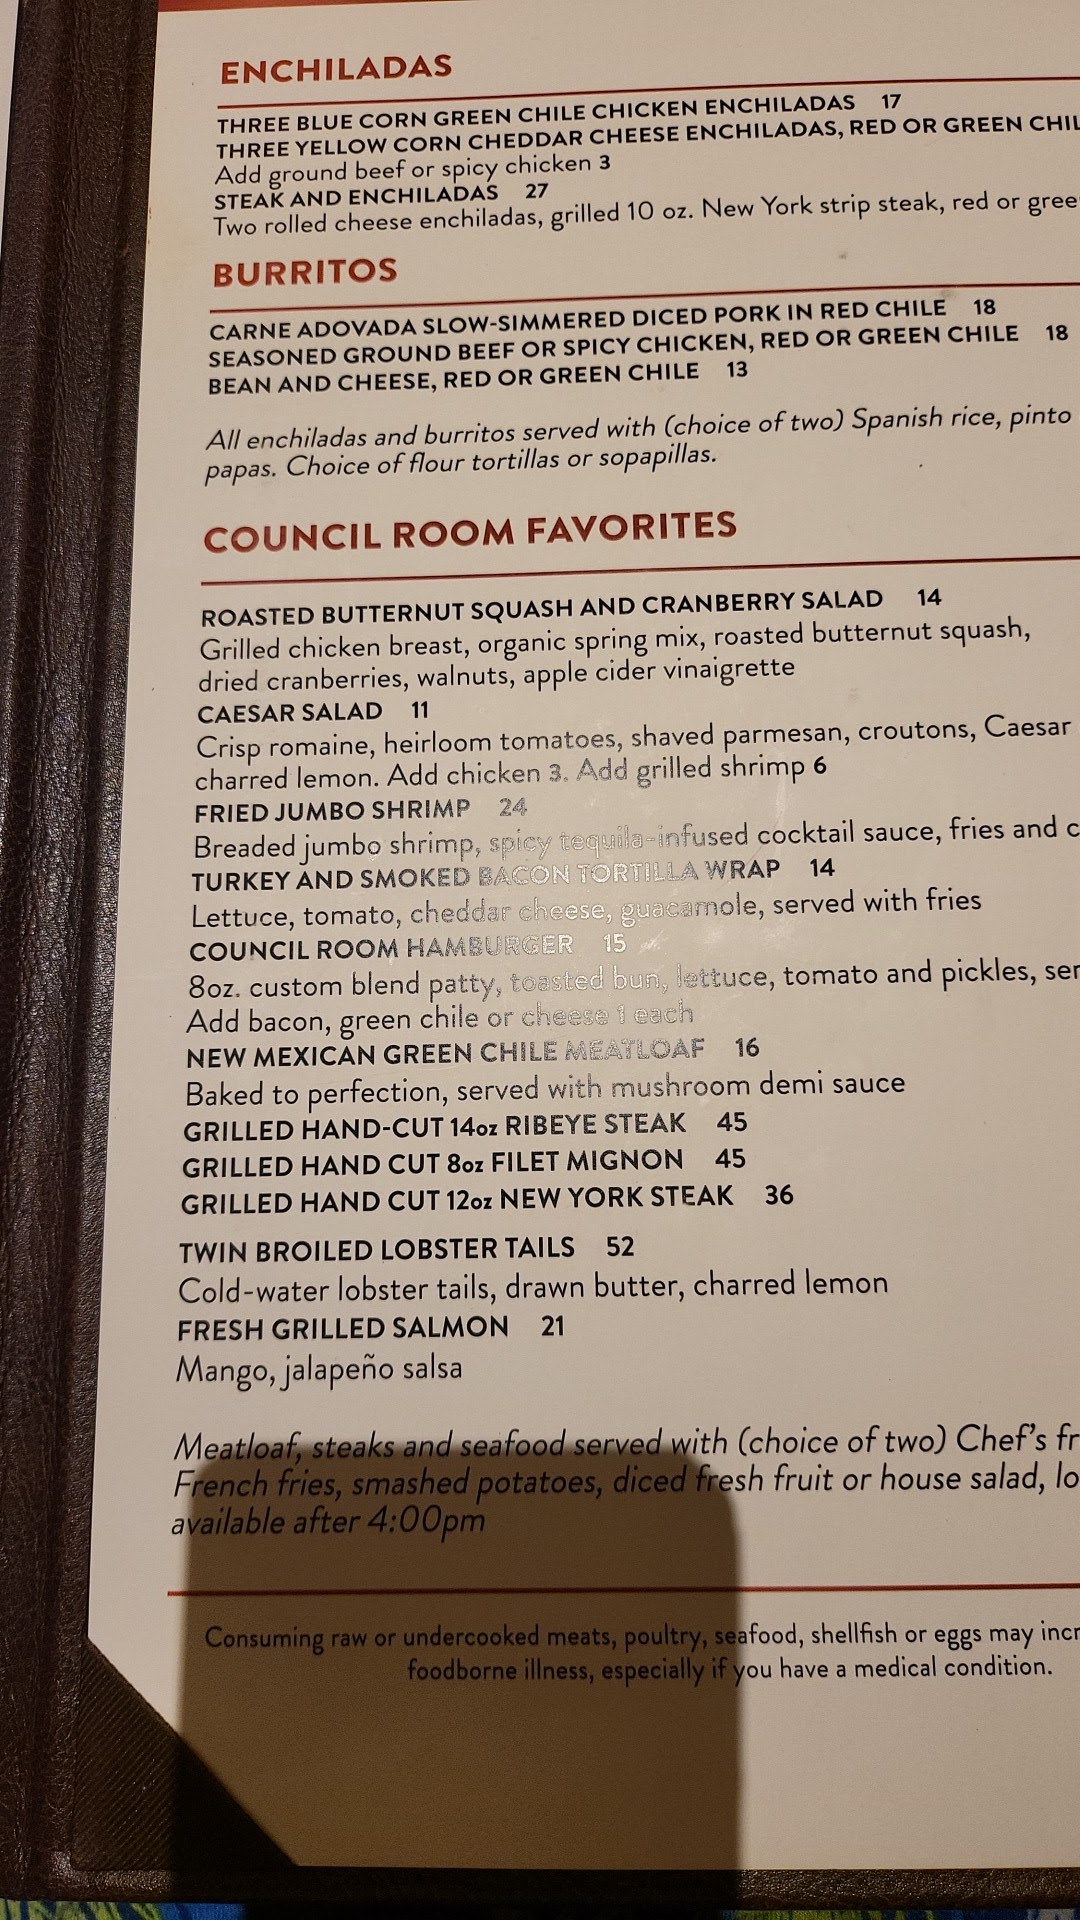 ENCHILADAS
THREE BLUE CORN GREEN CHILE CHICKEN ENCHILADAS 17
THREE YELLOW CORN CHEDDAR CHEESE ENCHILADAS, RED OR GREEN
Add ground beef or spicy chicken 3
STEAK AND ENCHILADAS 27
Two rolled cheese enchiladas, grilled 10 oz. New York strip steak, red or
BURRITOS
CARNE ADOVADA SLOW-SIMMERED DICED PORK IN RED CHILE 18
SEASONED GROUND BEEF OR SPICY CHICKEN, RED OR GREEN CHILE 18
BEAN AND CHEESE, RED OR GREEN CHILE 13
All enchiladas and burritos served with (choice of two) Spanish rice, pinto
papas. Choice of flour tortillas or sopapillas.
COUNCIL ROOM FAVORITES
ROASTED BUTTERNUT SQUASH AND CRANBERRY SALAD 14
Grilled chicken breast, organic spring mix, roasted butternut squash,
dried cranberries, walnuts, apple cider vinaigrette
CAESAR SALAD 11
Crisp romaine, heirloom tomatoes, shaved parmesan, croutons, Caesar
charred lemon. Add chicken 3. Add grilled shrimp 6
FRIED JUMBO SHRIMP 24
Breaded jumbo shrimp, spicy tequila-infused cocktail sauce, fries and
TURKEY AND SMOKED BACON TORTILLA WRAP 14
Lettuce, tomato, cheddar cheese, guacamole, served with fries
COUNCIL ROOM HAMBURGER 15
8oz. custom blend patty, toasted bun, lettuce, tomato and pickles,
Add bacon, green chile or cheese 1 each
NEW MEXICAN GREEN CHILE MEATLOAF 16
Baked to perfection, served with mushroom demi sauce
GRILLED HAND-CUT 14oz RIBEYE STEAK 45
GRILLED HAND CUT 8oz FILET MIGNON 45
GRILLED HAND CUT 12oz NEW YORK STEAK 36
TWIN BROILED LOBSTER TAILS 52
Cold-water lobster tails, drawn butter, charred lemon
FRESH GRILLED SALMON 21
Mango, jalapeño salsa
Meatloaf, steaks and seafood served with (choice of two) Chef's
French fries, smashed potatoes, diced fresh fruit or house salad,
available after 4:00pm
Consuming raw or undercooked meats, poultry, seafood, shellfish or eggs may
foodborne illness, especially if you have a medical condition.